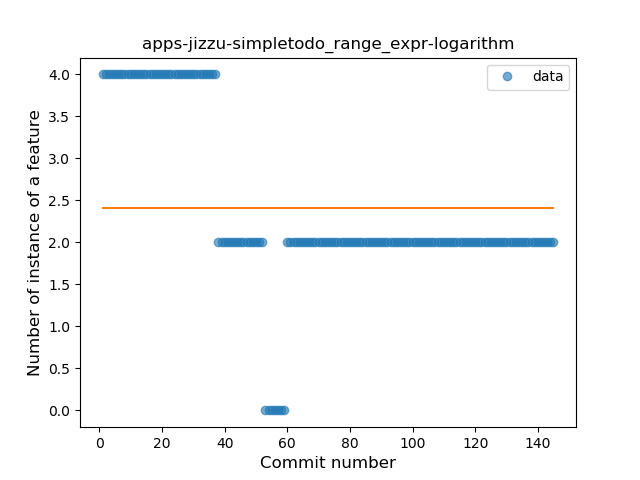 apps-jizzu-simpletodo_range_expr-logarithm
data
Number of instance of a feature
4.0
3.5
3.0
2.5
2.0
1.5
1.0
0.5
0.0
0 20 40 60 80 100 120 140
Commit number